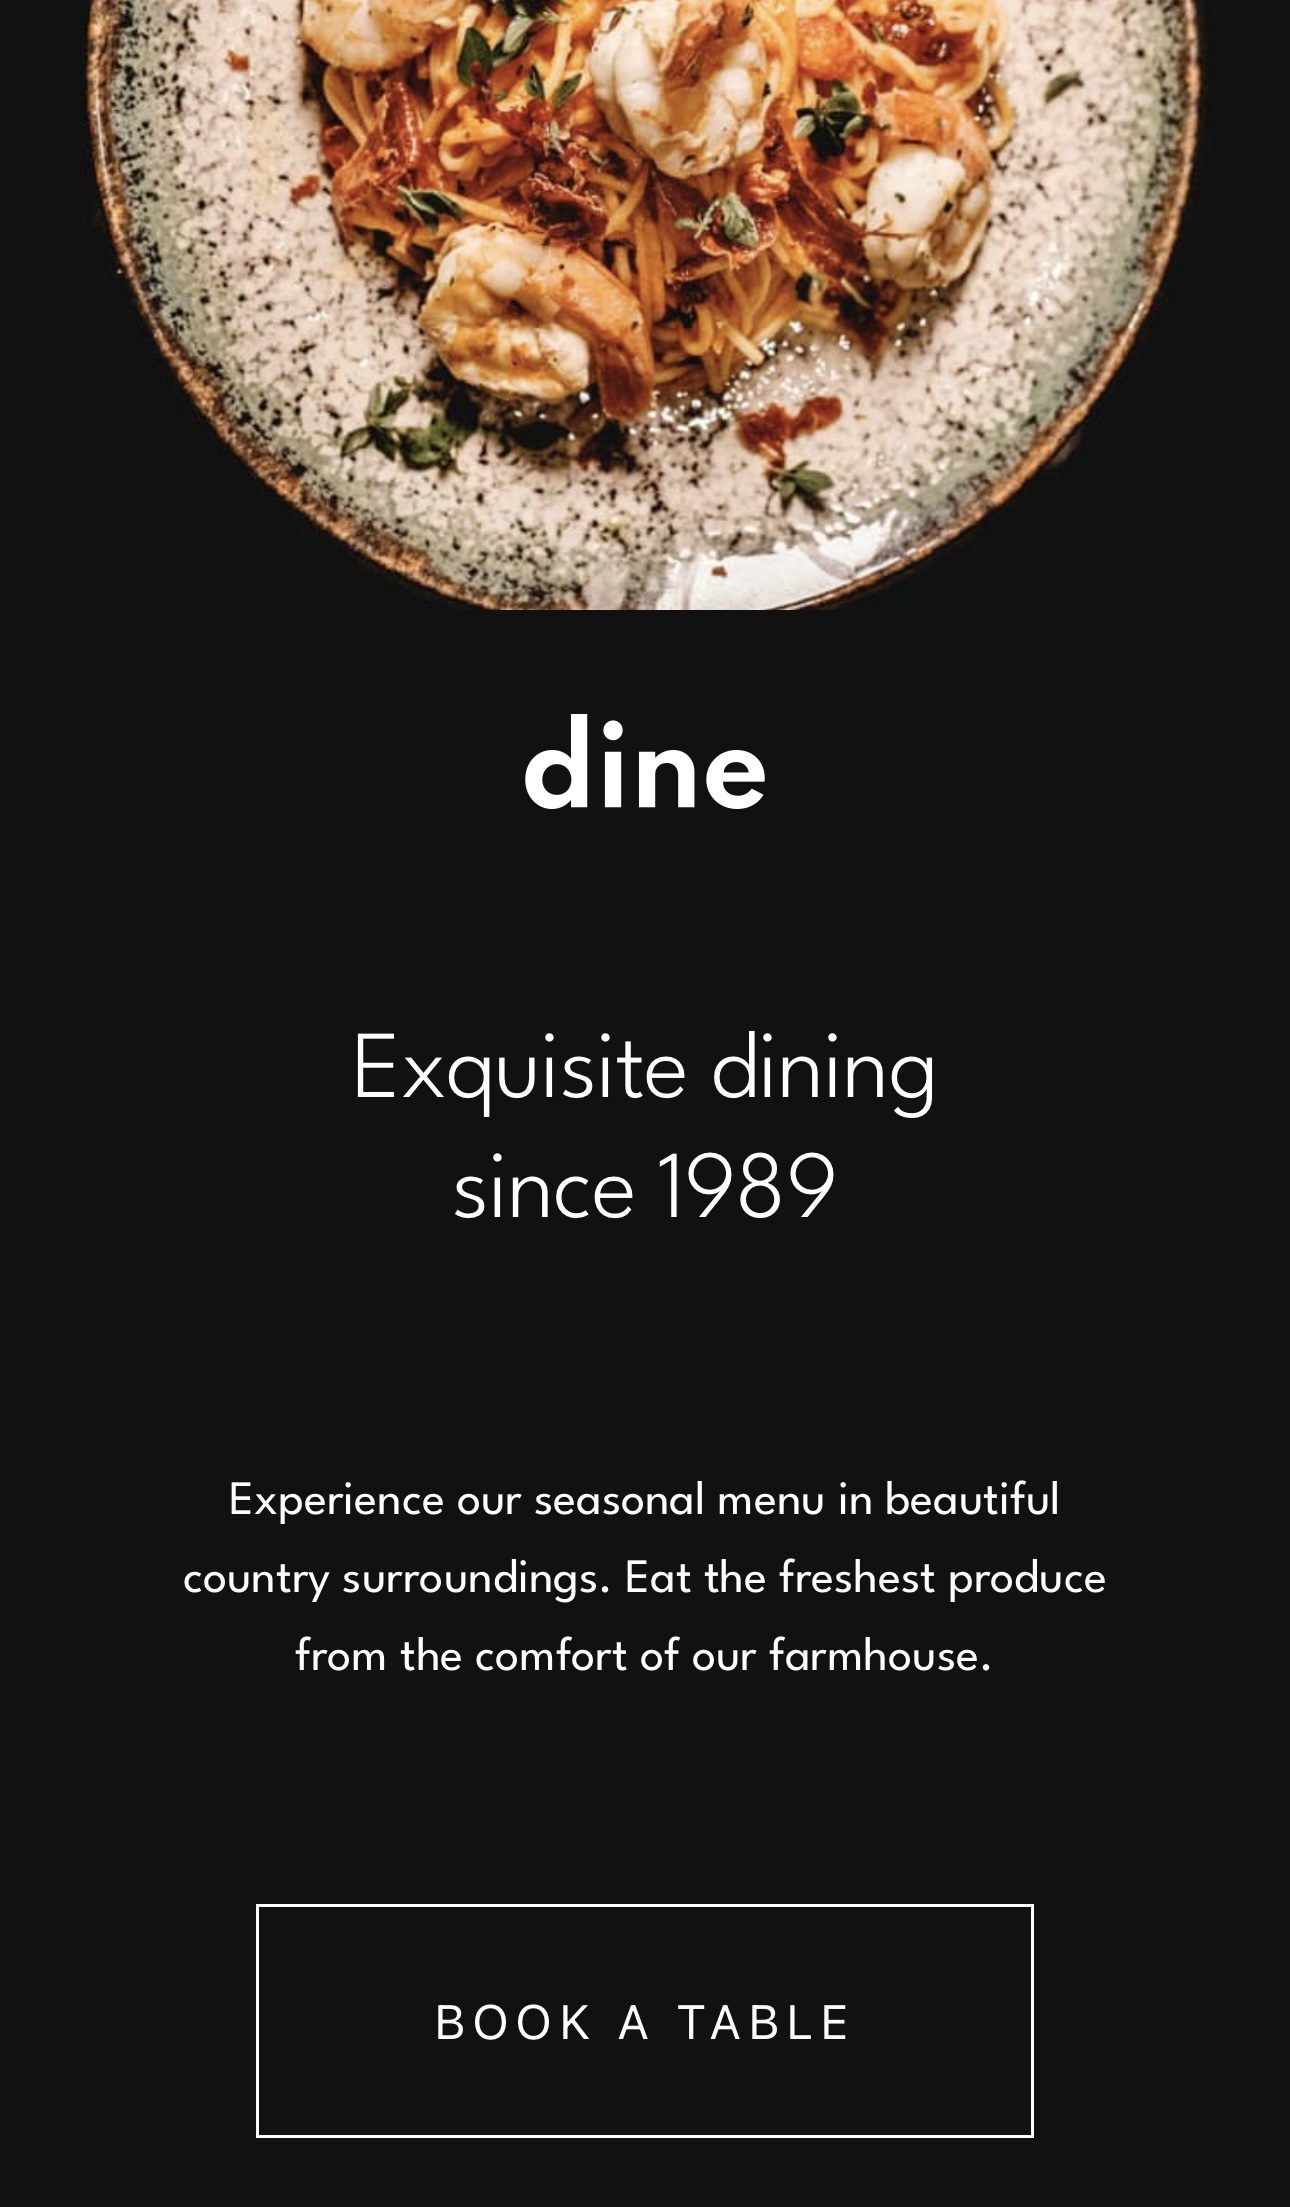 dine
Exquisite dining
since 1989
Experience our seasonal menu in beautiful
country surroundings. Eat the freshest produce
from the comfort of our farmhouse.
BOOK A TABLE